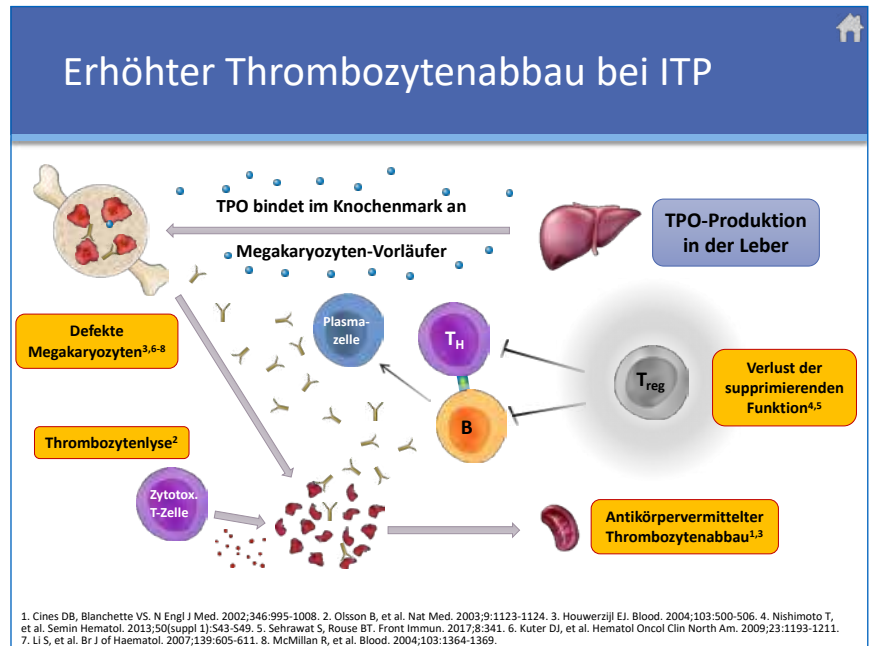 Erhöhter Thrombozytenabbau bei ITP
TPO bindet im Knochenmark an
Megakaryozyten-Vorläufer
TPO-Produktion
in der Leber
Defekte
Megakaryozyten3,6-8
Plasma-
zelle
TH
B
Treg
Verlust der
supprimierenden
Funktion4,5
Thrombozytenlyse2
Zytotox.
T-Zelle
Antikörpervermittelter
Thrombozytenabbau1,3
1. Cines DB, Blanchette VS. N Engl J Med. 2002;346:995-1008. 2. Olsson B, et al. Nat Med. 2003;9:1123-1124. 3. Houwerzijl EJ. Blood. 2004;103:500-506. 4. Nishimoto T,
et al. Semin Hematol. 2013;50(suppl 1):S43-S49. 5. Sehrawat S, Rouse BT. Front Immun. 2017;8:341. 6. Kuter DJ, et al. Hematol Oncol Clin North Am. 2009;23:1193-1211.
7. Li S, et al. Br J of Haematol. 2007;139:605-611. 8. McMillan R, et al. Blood. 2004;103:1364-1369.